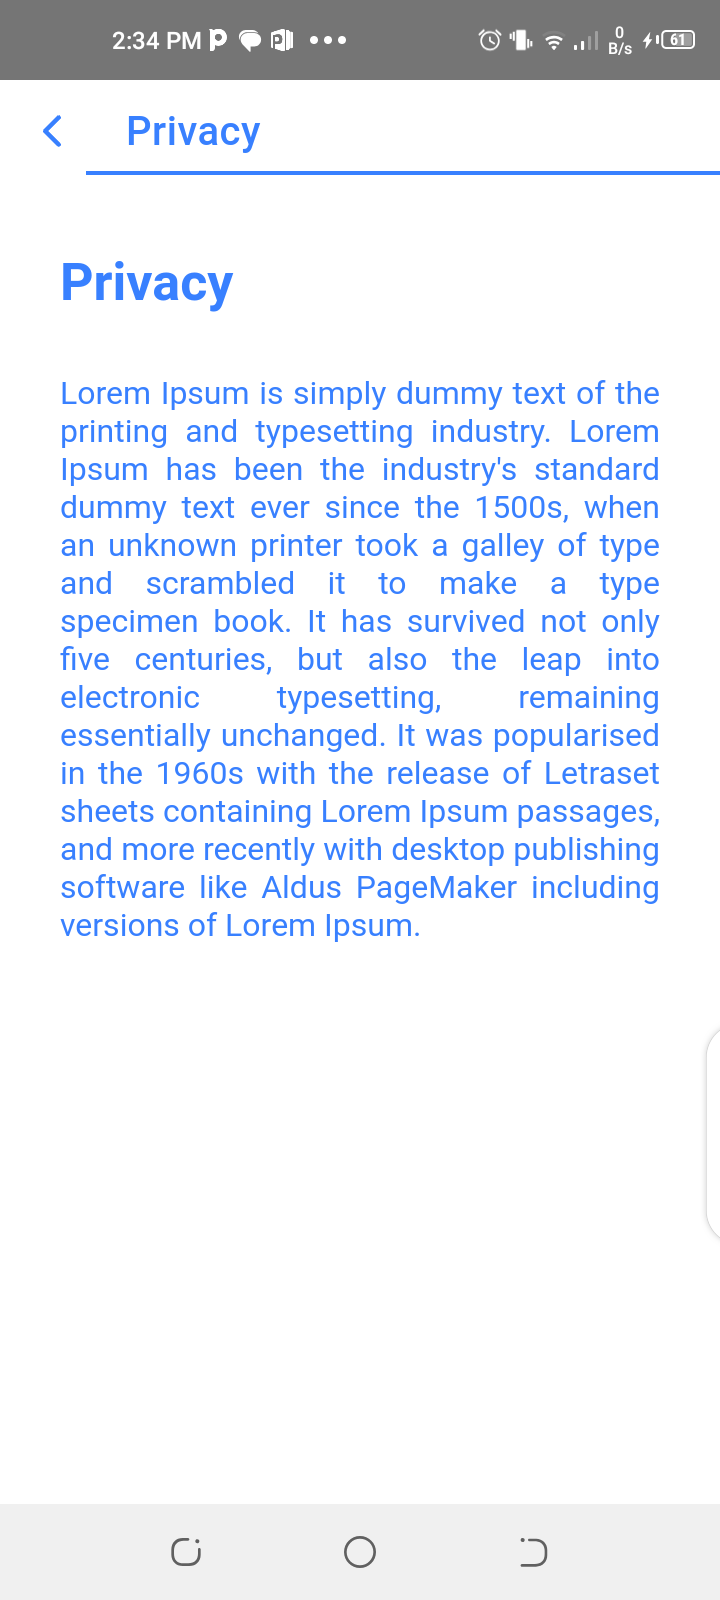 2:34 PM
0
B/s
61
Privacy
Privacy
Lorem Ipsum is simply dummy text of the
printing and typesetting industry. Lorem
Ipsum has been the industry's standard
dummy text ever since the 1500s, when
an unknown printer took a galley of type
and scrambled it to make a type
specimen book. It has survived not only
five centuries, but also the leap into
electronic typesetting, remaining
essentially unchanged. It was popularised
in the 1960s with the release of Letraset
sheets containing Lorem Ipsum passages,
and more recently with desktop publishing
software like Aldus PageMaker including
versions of Lorem Ipsum.